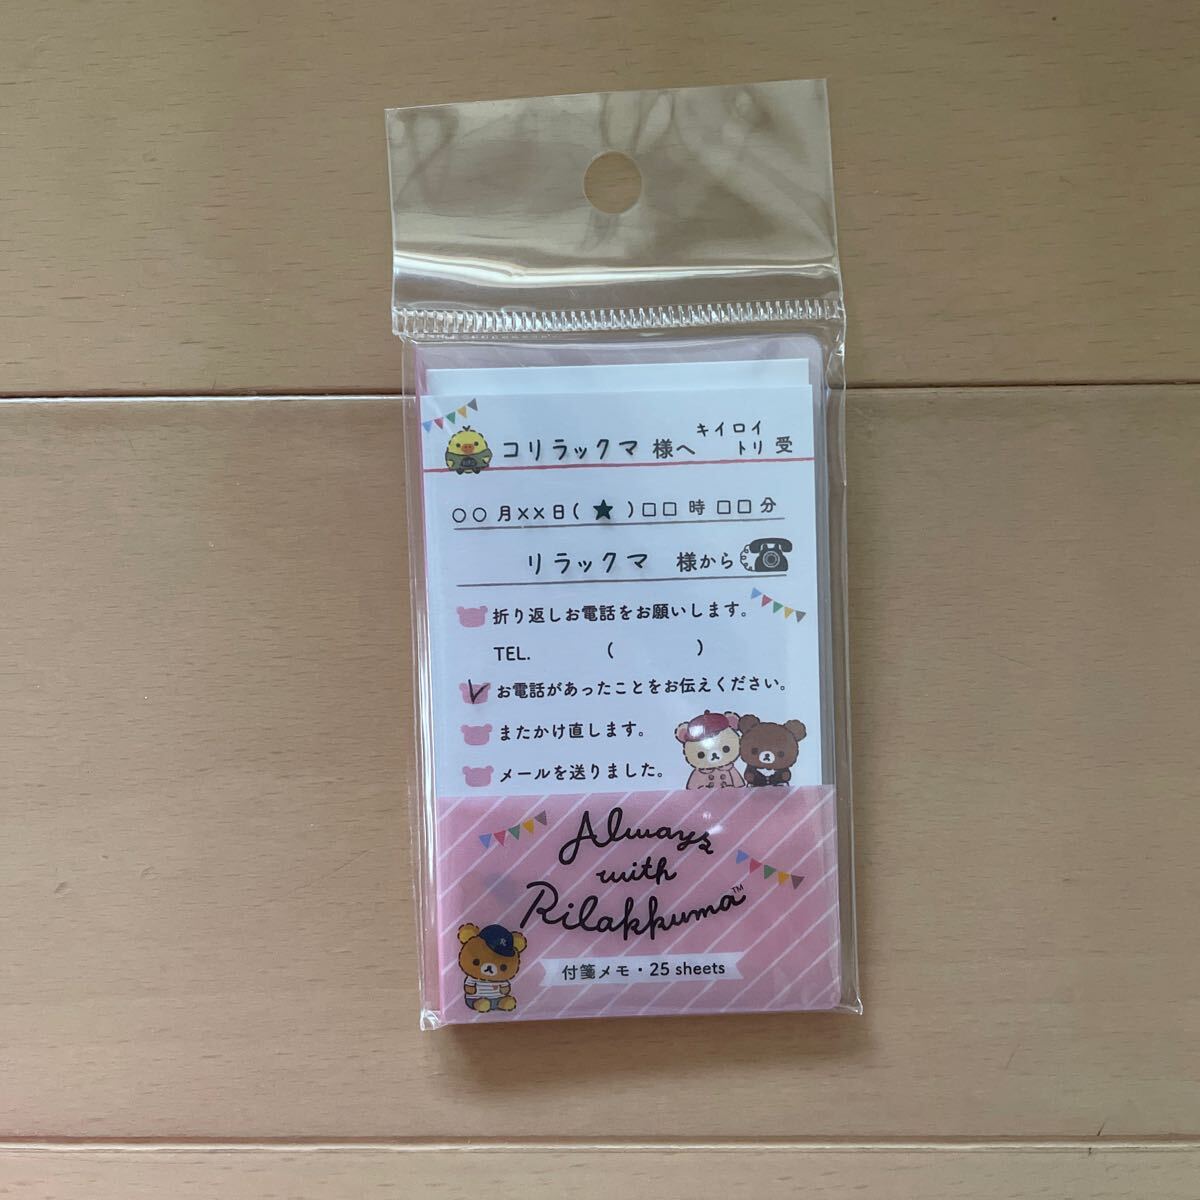 コリラックマ 様へ キイロイトリ 受
○○月××日(★)□□時□□分
リラックマ 様から
折り返しお電話をお願いします。
TEL. ( )
お電話があったことをお伝えください。
またかけ直します。
メールを送りました。
Always
with
Rilakkuma™
付箋メモ・25 sheets